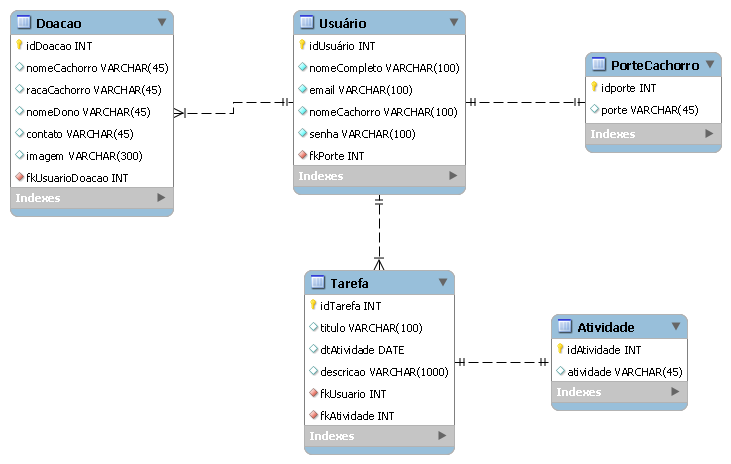 Doacao
idDoacao INT
nomeCachorro VARCHAR(45)
racaCachorro VARCHAR(45)
nomeDono VARCHAR(45)
contato VARCHAR(45)
imagem VARCHAR(300)
fkUsuarioDoacao INT
Indexes
Usuário
idUsuário INT
nomeCompleto VARCHAR(100)
email VARCHAR(100)
nomeCachorro VARCHAR(100)
senha VARCHAR(100)
fkPorte INT
Indexes
PorteCachorro
idporte INT
porte VARCHAR(45)
Indexes
Tarefa
idTarefa INT
titulo VARCHAR(100)
dtAtividade DATE
descricao VARCHAR(1000)
fkUsuario INT
fkAtividade INT
Indexes
Atividade
idAtividade INT
atividade VARCHAR(45)
Indexes